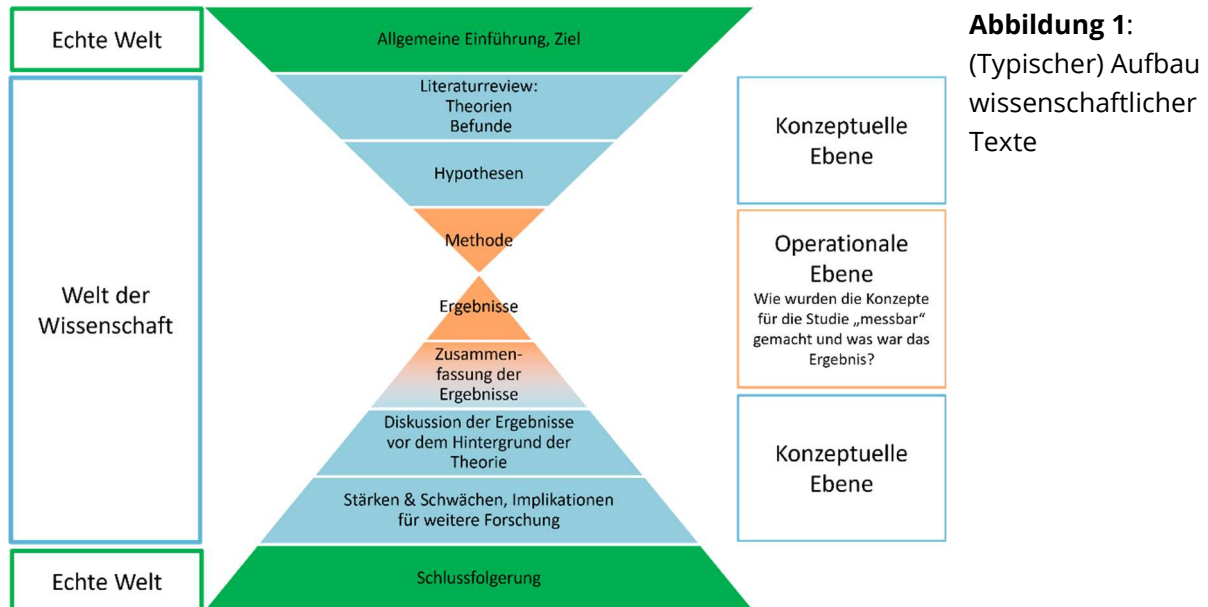 Echte Welt
Allgemeine Einführung, Ziel
Abbildung 1:
(Typischer) Aufbau
wissenschaftlicher
Texte
Welt der
Wissenschaft
Literaturreview:
Theorien
Befunde
Hypothesen
Konzeptuelle
Ebene
Methode
Ergebnisse
Zusammen-
fassung der
Ergebnisse
Operationale
Ebene
Wie wurden die Konzepte
für die Studie „messbar“
gemacht und was war das
Ergebnis?
Diskussion der Ergebnisse
vor dem Hintergrund der
Theorie
Stärken & Schwächen, Implikationen
für weitere Forschung
Konzeptuelle
Ebene
Echte Welt
Schlussfolgerung